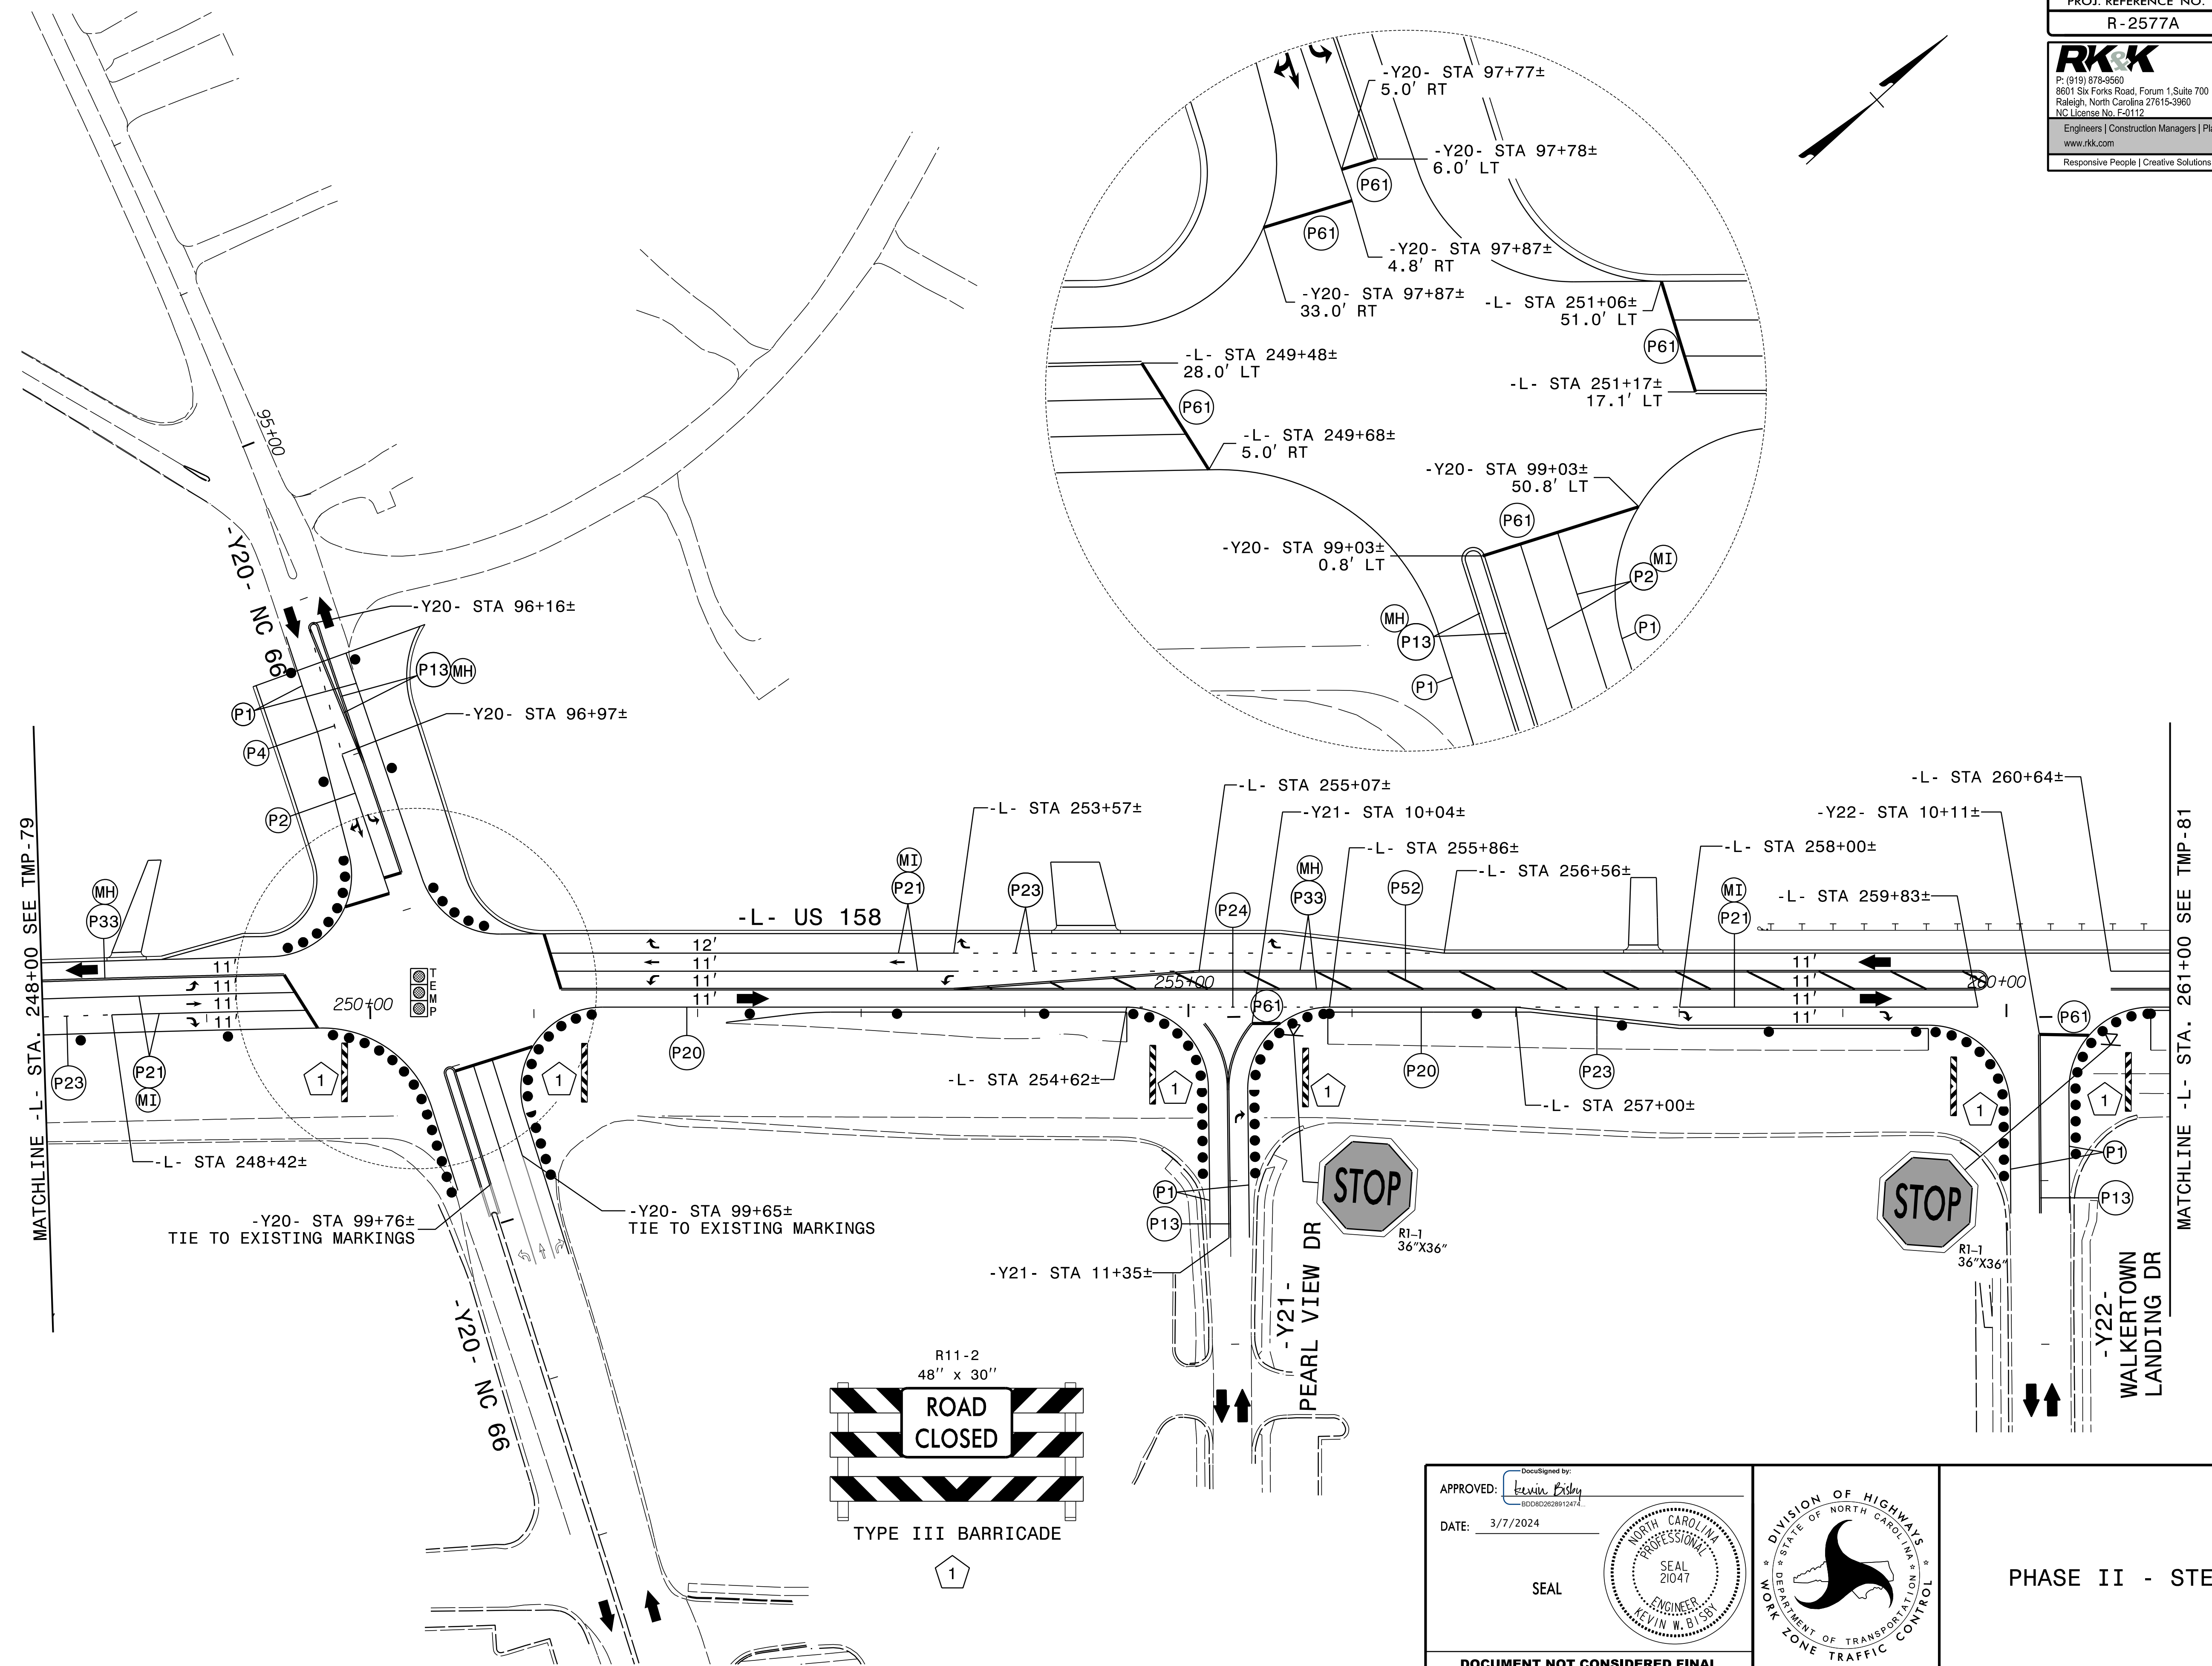 PROJ. REFERENCE NO.
R-2577A
RK&K
P: (919) 878-9560
8601 Six Forks Road, Forum 1,Suite 700
Raleigh, North Carolina 27615-3960
NC License No. F-0112
Engineers | Construction Managers |
www.rkk.com
Responsive People | Creative Solutions
-Y20- STA 97+77±
5.0' RT
-Y20- STA 97+78±
6.0' LT
P61
P61
-Y20- STA 97+87±
4.8' RT
-Y20- STA 97+87±
33.0' RT
-L- STA 251+06±
51.0' LT
P61
-L- STA 251+17±
17.1' LT
-L- STA 249+48±
28.0' LT
P61
-L- STA 249+68±
5.0' RT
-Y20- STA 99+03±
50.8' LT
P61
-Y20- STA 99+03±
0.8' LT
MI
P2
P1
MH
P13
P1
95+00
-Y20- NC 66
-Y20- STA 96+16±
P13 MH
-Y20- STA 96+97±
P1
P4
P2
MATCHLINE -L- STA. 248+00 SEE TMP-79
MH
P33
11'
11'
11'
11'
P23
P21
MI
-L- STA 248+42±
250+00
TEMP
1
1
-Y20- STA 99+76±
TIE TO EXISTING MARKINGS
-Y20- STA 99+65±
TIE TO EXISTING MARKINGS
-Y20- NC 66
-L- US 158
12'
11'
11'
11'
MI
P21
P23
P20
-L- STA 253+57±
-L- STA 255+07±
-Y21- STA 10+04±
-L- STA 255+86±
-L- STA 256+56±
P24
MH
P33
P52
255+00
P61
-L- STA 254+62±
1
1
P20
P23
-L- STA 257+00±
-L- STA 258+00±
MI
P21
-L- STA 259+83±
-Y22- STA 10+11±
-L- STA 260+64±
11'
11'
11'
11'
260+00
P61
1
1
P1
P13
MATCHLINE -L- STA. 261+00 SEE TMP-81
P1
P13
-Y21- STA 11+35±
STOP
R1-1
36"X36"
-Y21-
PEARL VIEW DR
STOP
R1-1
36"X36"
-Y22-
WALKERTOWN
LANDING DR
R11-2
48'' x 30''
ROAD
CLOSED
TYPE III BARRICADE
1
APPROVED:
DocuSigned by:
Kevin Bisby
BDD8D2628912474...
DATE: 3/7/2024
SEAL
NORTH CAROLINA
PROFESSIONAL
SEAL
21047
ENGINEER
KEVIN W. BISBY
DOCUMENT NOT CONSIDERED FINAL
DIVISION OF HIGHWAYS
STATE OF NORTH CAROLINA
DEPARTMENT OF TRANSPORTATION
WORK ZONE TRAFFIC CONTROL
PHASE II - STE